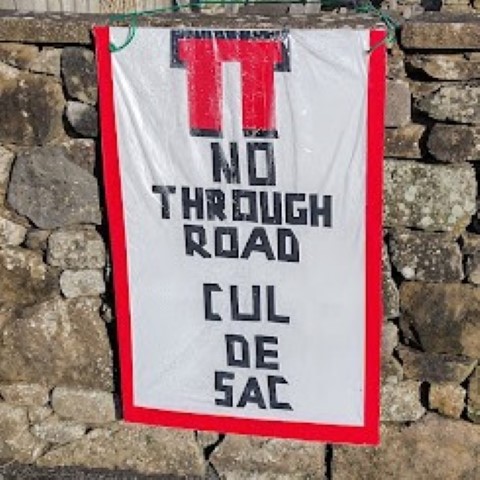 NO
THROUGH
ROAD
CUL
DE
SAC